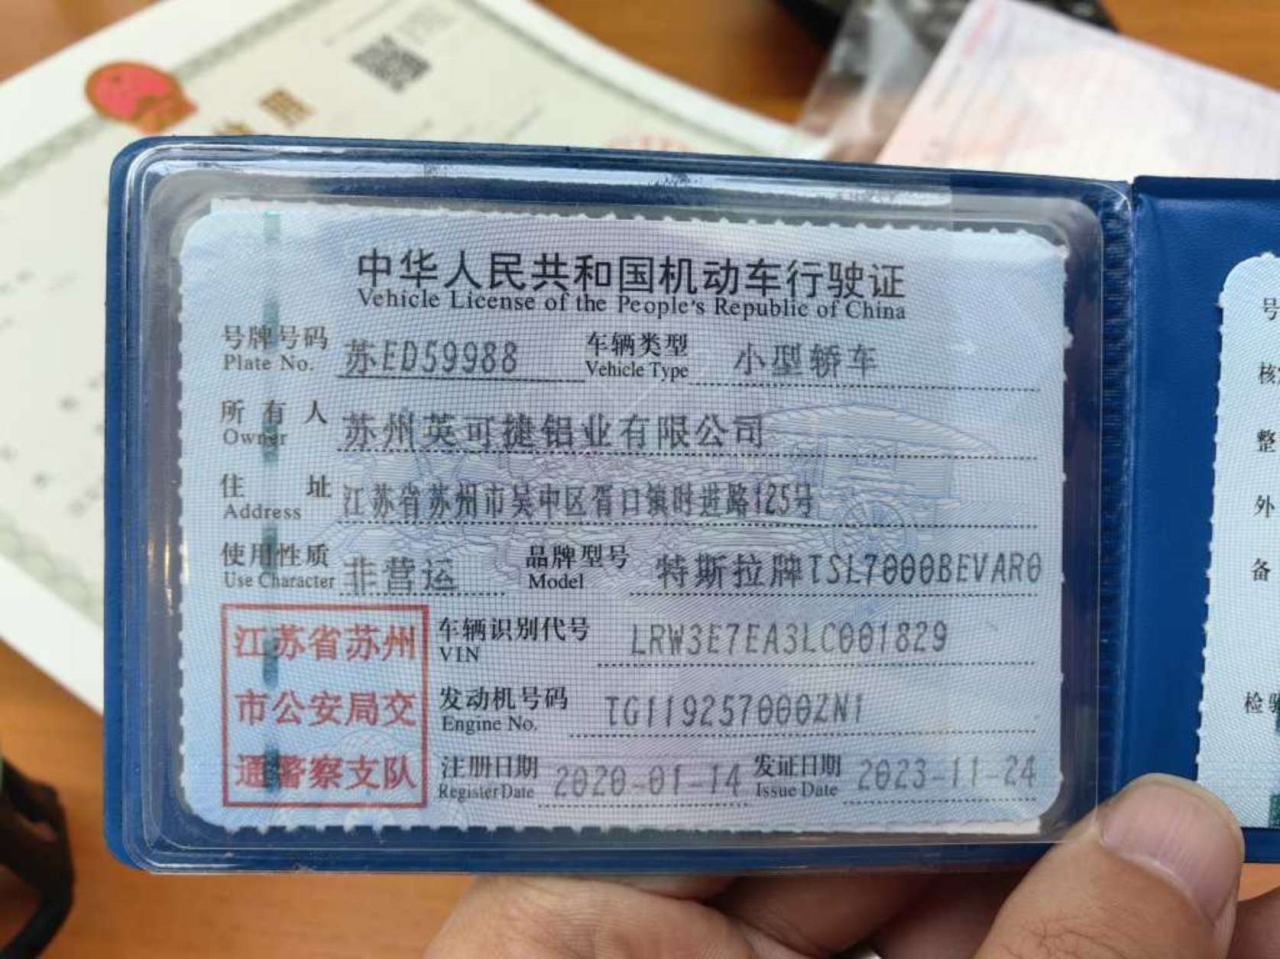 中华人民共和国机动车行驶证
Vehicle License of the People's Republic of China
号牌号码 苏ED59988 车辆类型 小型轿车
Plate No. Vehicle Type
所有人 苏州英可捷铝业有限公司
Owner
住址 江苏省苏州市吴中区胥口镇时进路125号
Address
使用性质 非营运 品牌型号 特斯拉牌TSL7000BEVAR0
Use Character Model
江苏省苏州
市公安局交
通警察支队
车辆识别代号 LRW3E7EA3LC001829
VIN
发动机号码 TG119257000ZN1
Engine No.
注册日期 2020-01-14 发证日期 2023-11-24
Register Date Issue Date
号
核
整
外
备
检验